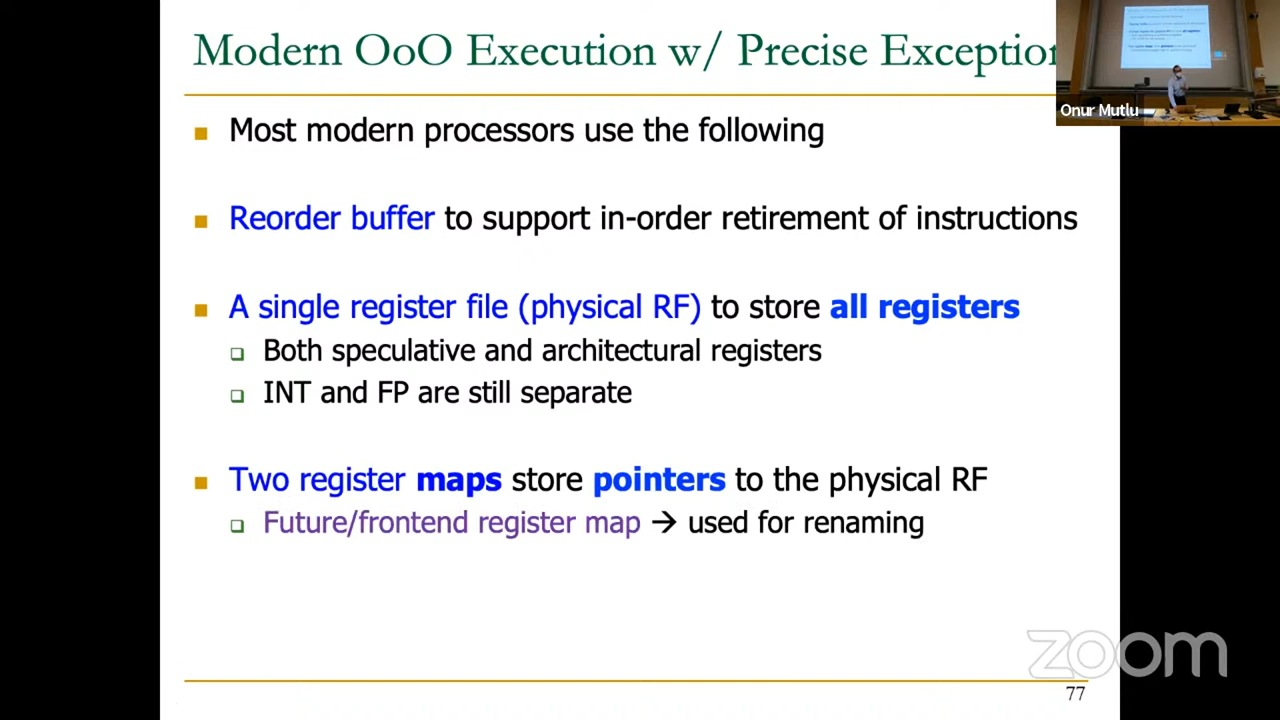 Modern OoO Execution w/ Precise Exception
Onur Mutlu
Most modern processors use the following
Reorder buffer to support in-order retirement of instructions
A single register file (physical RF) to store all registers
Both speculative and architectural registers
INT and FP are still separate
Two register maps store pointers to the physical RF
Future/frontend register map → used for renaming
zoom
77